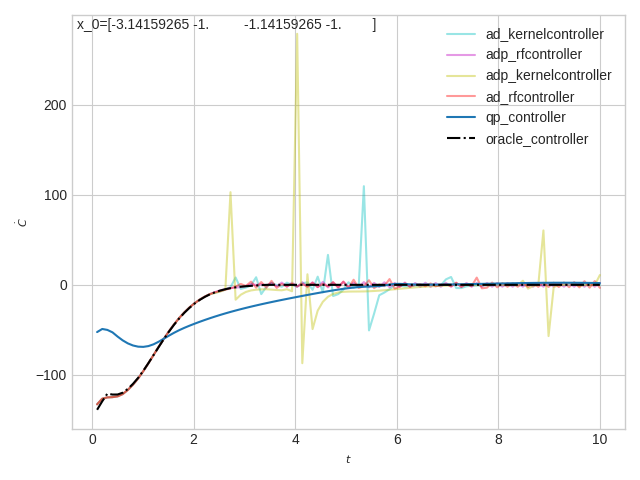 x_0=[-3.14159265 -1. -1.14159265 -1. ]
ad_kernelcontroller
adp_rfcontroller
adp_kernelcontroller
ad_rfcontroller
qp_controller
oracle_controller
200
100
0
−100
Ċ
0 2 4 6 8 10
t